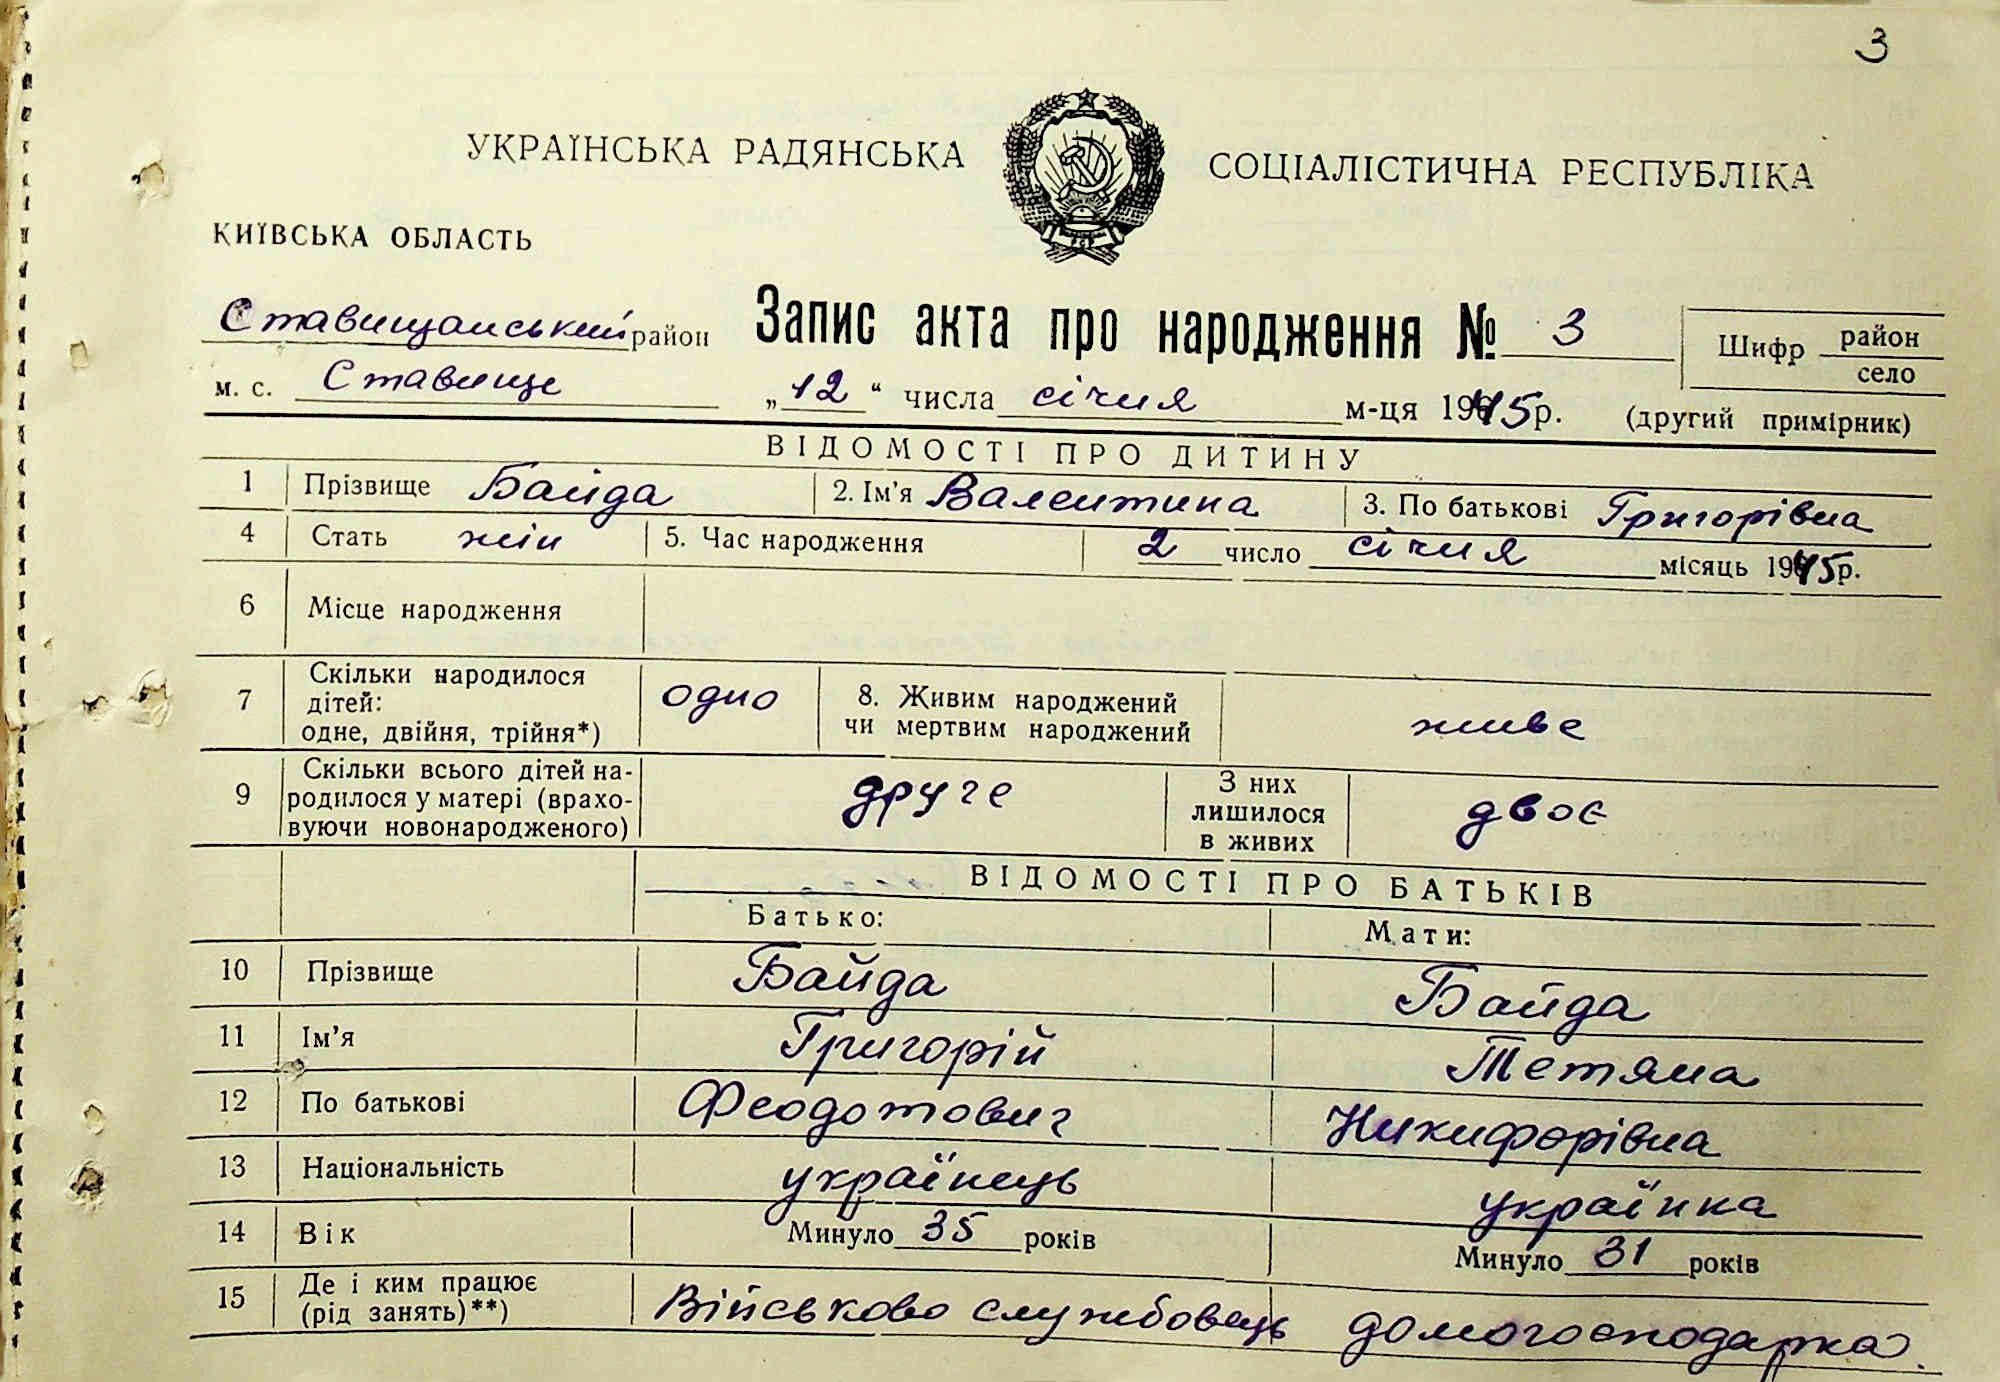 3
УКРАЇНСЬКА РАДЯНСЬКА СОЦІАЛІСТИЧНА РЕСПУБЛІКА
КИЇВСЬКА ОБЛАСТЬ
Ставищанський район Запис акта про народження № 3 Шифр район село
м. с. Ставище „12“ числа січня м-ця 1945 р. (другий примірник)
ВІДОМОСТІ ПРО ДИТИНУ
1 Прізвище Байда 2. Ім'я Валентина 3. По батькові Григорівна
4 Стать жін 5. Час народження 2 число січня місяць 1945 р.
6 Місце народження
7 Скільки народилося дітей: одне, двійня, трійня*) одно 8. Живим народжений чи мертвим народжений живе
9 Скільки всього дітей народилося у матері (враховуючи новонародженого) друге З них лишилося в живих двоє
ВІДОМОСТІ ПРО БАТЬКІВ
Батько: Мати:
10 Прізвище Байда Байда
11 Ім'я Григорій Тетяна
12 По батькові Феодотович Никифорівна
13 Національність українець українка
14 Вік Минуло 35 років Минуло 31 років
15 Де і ким працює (рід занять)**) Військово службовець домогосподарка.